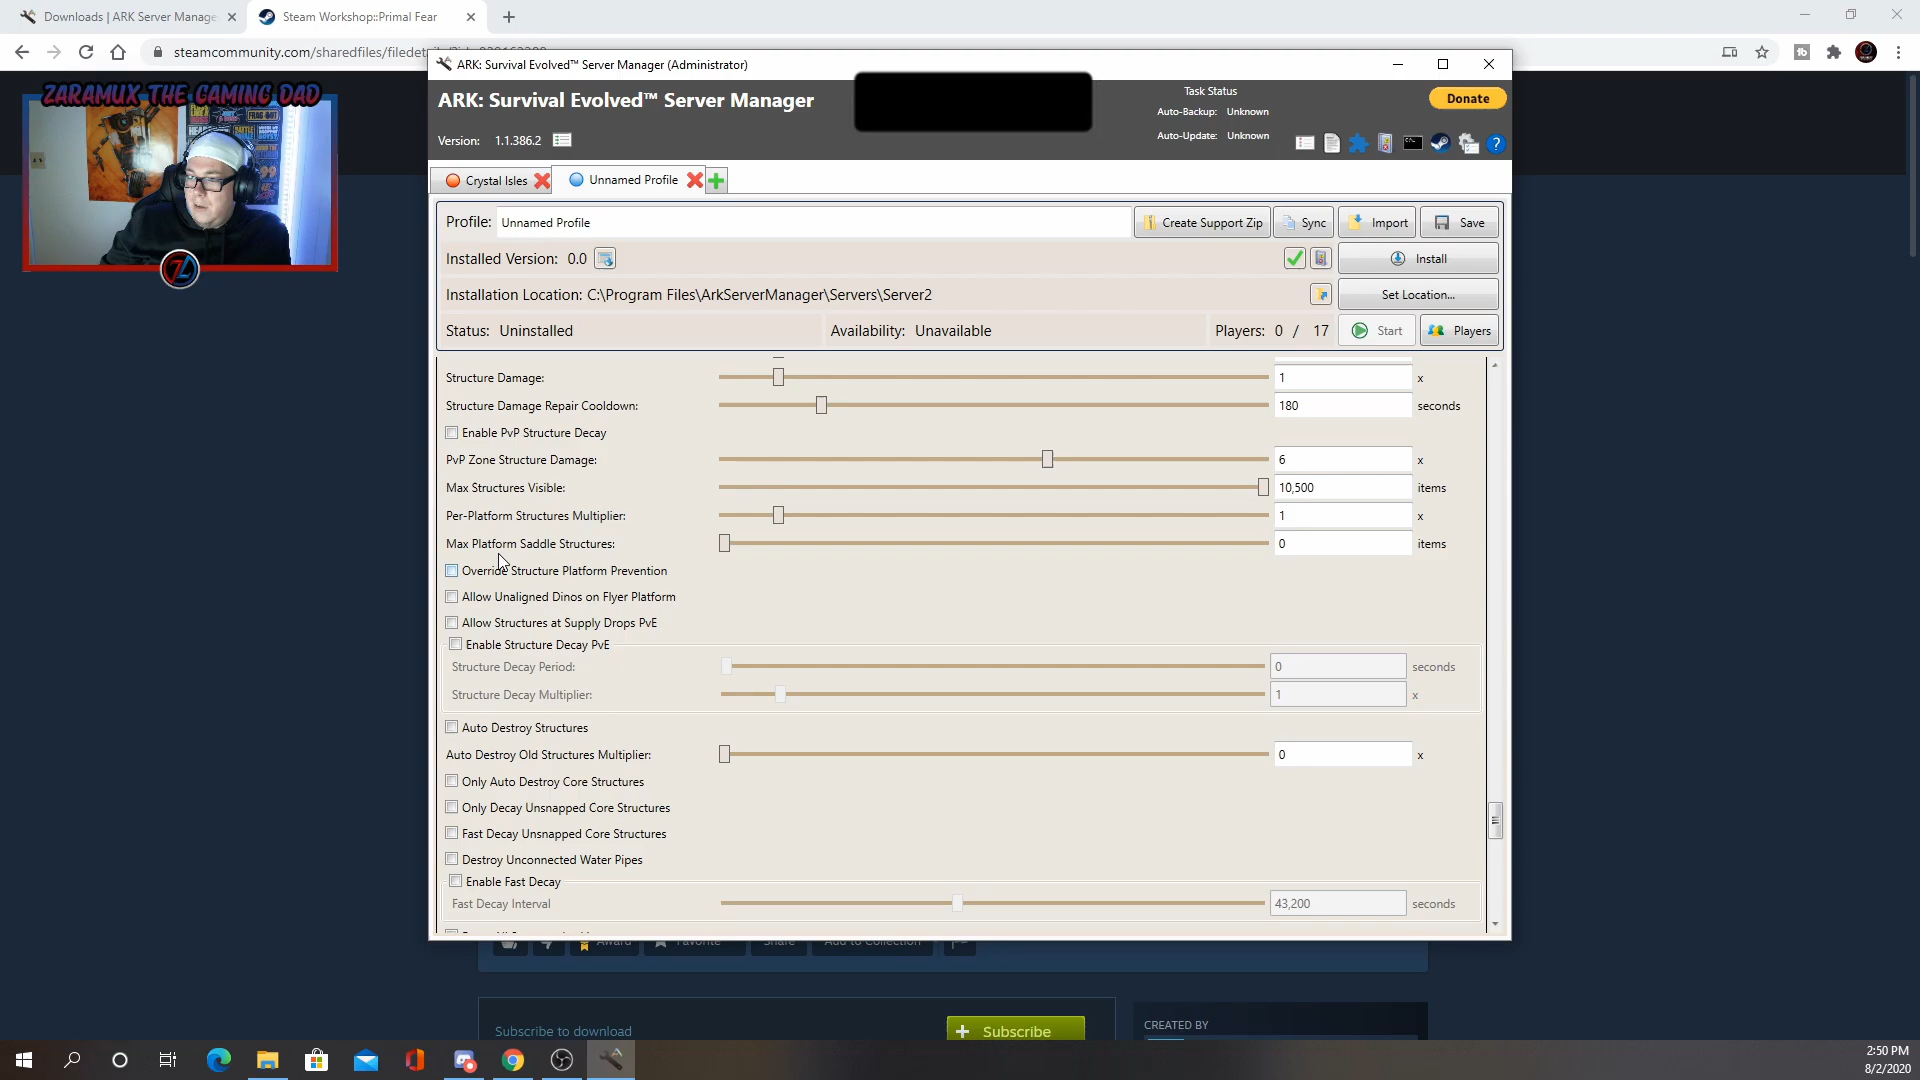 Downloads | ARK Server Manage
Steam Workshop::Primal Fear
steamcommunity.com/sharedfiles/filedet
ZARAMUX THE GAMING DAD
ARK: Survival Evolved™ Server Manager (Administrator)
ARK: Survival Evolved™ Server Manager
Task Status
Donate
Auto-Backup: Unknown
Version: 1.1.386.2
Auto-Update: Unknown
Crystal Isles
Unnamed Profile
Profile: Unnamed Profile
Create Support Zip
Sync
Import
Save
Installed Version: 0.0
Install
Installation Location: C:\Program Files\ArkServerManager\Servers\Server2
Set Location...
Status: Uninstalled
Availability: Unavailable
Players: 0 / 17
Start
Players
Structure Damage: 1 x
Structure Damage Repair Cooldown: 180 seconds
Enable PvP Structure Decay
PvP Zone Structure Damage: 6 x
Max Structures Visible: 10,500 items
Per-Platform Structures Multiplier: 1 x
Max Platform Saddle Structures: 0 items
Override Structure Platform Prevention
Allow Unaligned Dinos on Flyer Platform
Allow Structures at Supply Drops PvE
Enable Structure Decay PvE
Structure Decay Period: 0 seconds
Structure Decay Multiplier: 1 x
Auto Destroy Structures
Auto Destroy Old Structures Multiplier: 0 x
Only Auto Destroy Core Structures
Only Decay Unsnapped Core Structures
Fast Decay Unsnapped Core Structures
Destroy Unconnected Water Pipes
Enable Fast Decay
Fast Decay Interval 43,200 seconds
Award
Favorite
Share
Add to Collection
Subscribe to download
Subscribe
CREATED BY
2:50 PM
8/2/2020